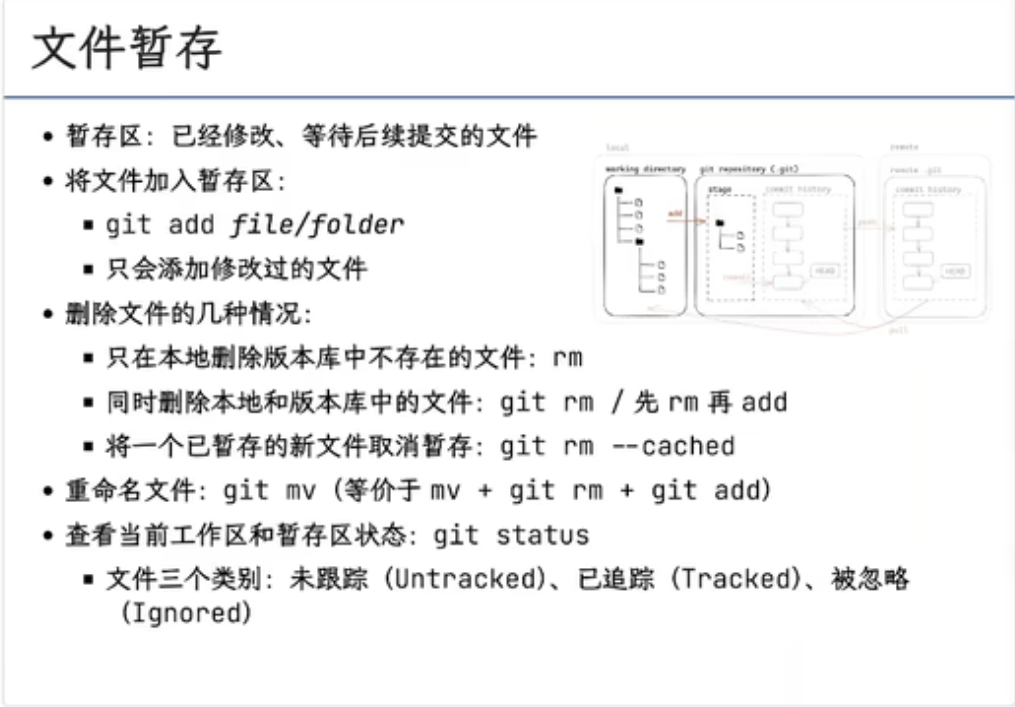 文件暂存
暂存区：已经修改、等待后续提交的文件
将文件加入暂存区：
git add file/folder
只会添加修改过的文件
删除文件的几种情况：
只在本地删除版本库中不存在的文件：rm
同时删除本地和版本库中的文件：git rm / 先 rm 再 add
将一个已暂存的新文件取消暂存：git rm --cached
重命名文件：git mv（等价于 mv + git rm + git add）
查看当前工作区和暂存区状态：git status
文件三个类别：未跟踪（Untracked）、已追踪（Tracked）、被忽略
（Ignored）
local
remote
working directory
git repository (.git)
remote .git
stage
commit history
commit history
add
push
commit
HEAD
HEAD
pull